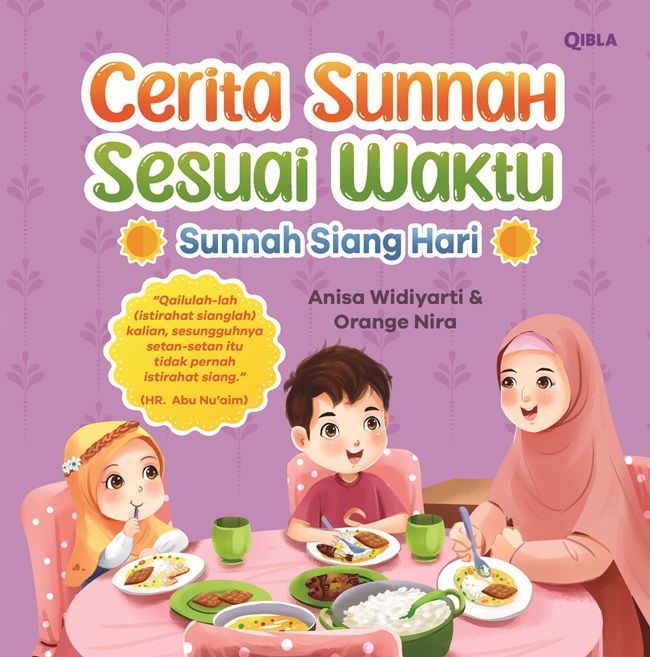 QIBLA
Cerita Sunnah
Sesuai Waktu
Sunnah Siang Hari
Anisa Widiyarti &
Orange Nira
"Qailulah-lah
(istirahat sianglah)
kalian, sesungguhnya
setan-setan itu
tidak pernah
istirahat siang."
(HR. Abu Nu'aim)